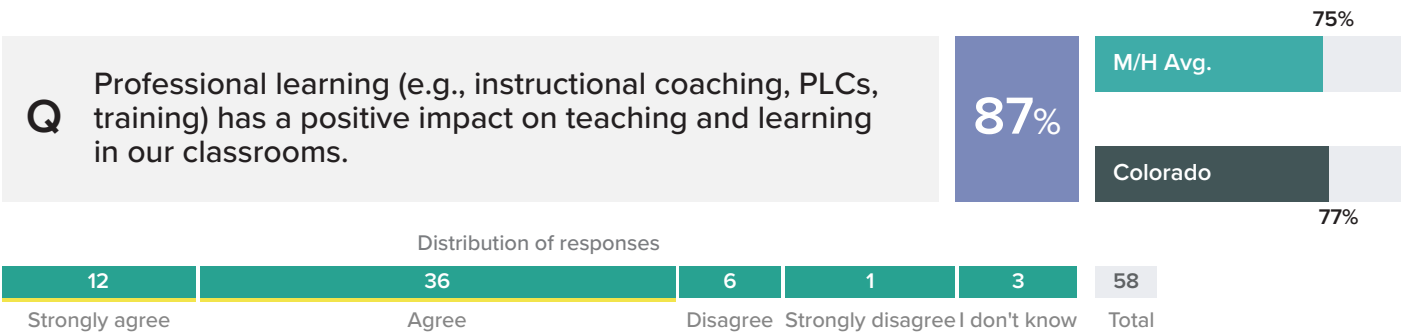 75%
Q
Professional learning (e.g., instructional coaching, PLCs,
training) has a positive impact on teaching and learning
in our classrooms.
87%
M/H Avg.
Colorado
77%
Distribution of responses
12 36 6 1 3 58
Strongly agree Agree Disagree Strongly disagree I don't know Total